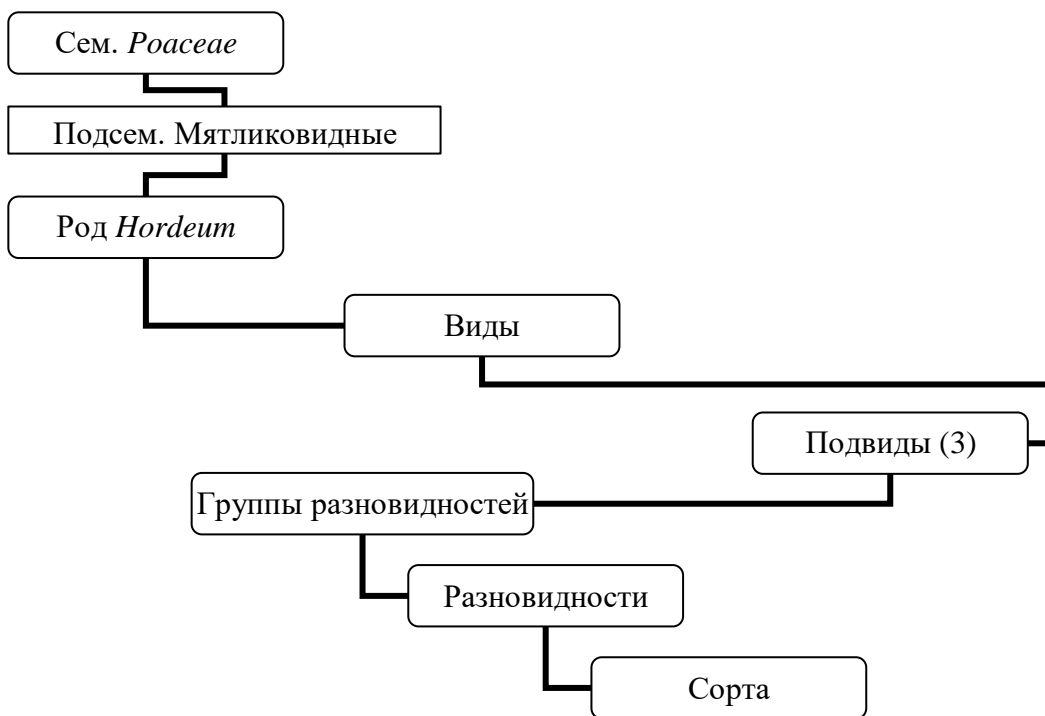 Сем. Poaceae
Подсем. Мятликовидные
Род Hordeum
Виды
Подвиды (3)
Группы разновидностей
Разновидности
Сорта